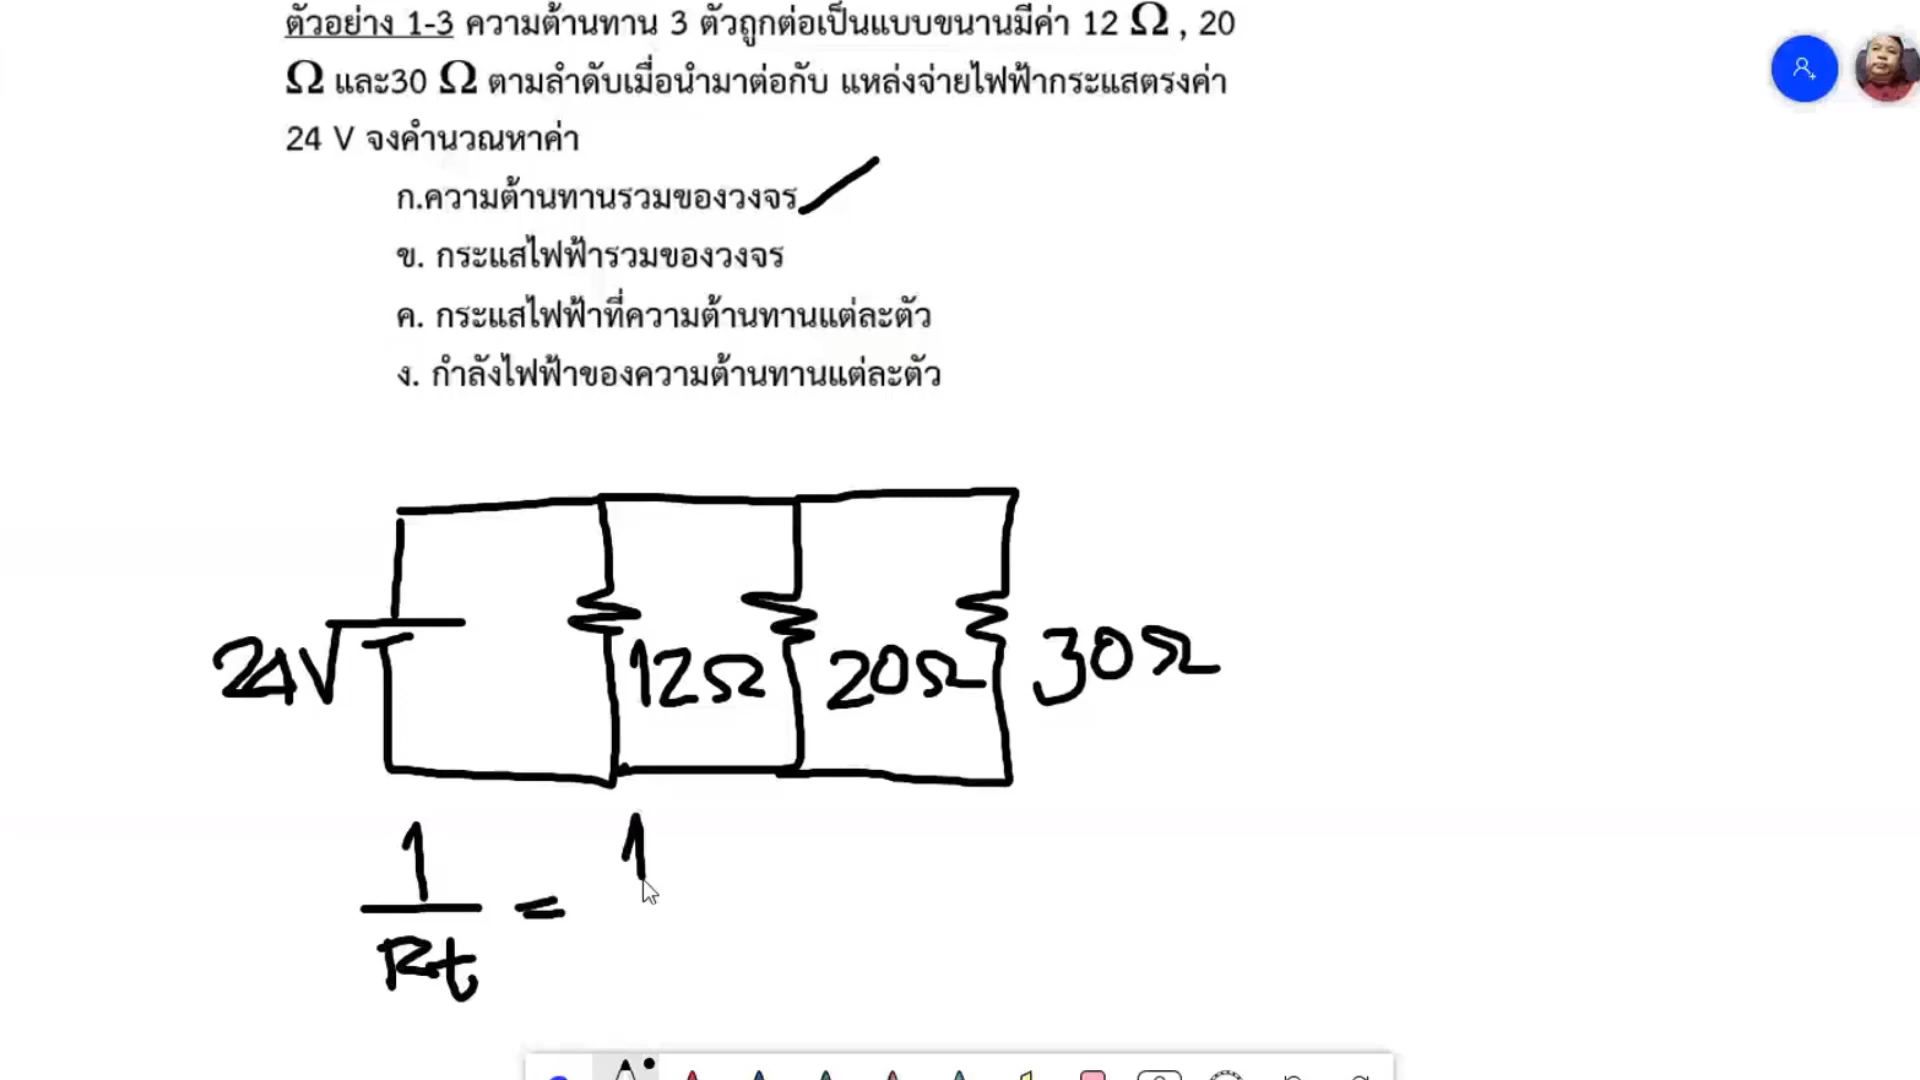 ตัวอย่าง 1-3 ความต้านทาน 3 ตัวถูกต่อเป็นแบบขนานมีค่า 12 Ω , 20
Ω และ30 Ω ตามลำดับเมื่อนำมาต่อกับ แหล่งจ่ายไฟฟ้ากระแสตรงค่า
24 V จงคำนวณหาค่า
ก.ความต้านทานรวมของวงจร
ข. กระแสไฟฟ้ารวมของวงจร
ค. กระแสไฟฟ้าที่ความต้านทานแต่ละตัว
ง. กำลังไฟฟ้าของความต้านทานแต่ละตัว
24V 12Ω 20Ω 30Ω
1 1
=
Rt